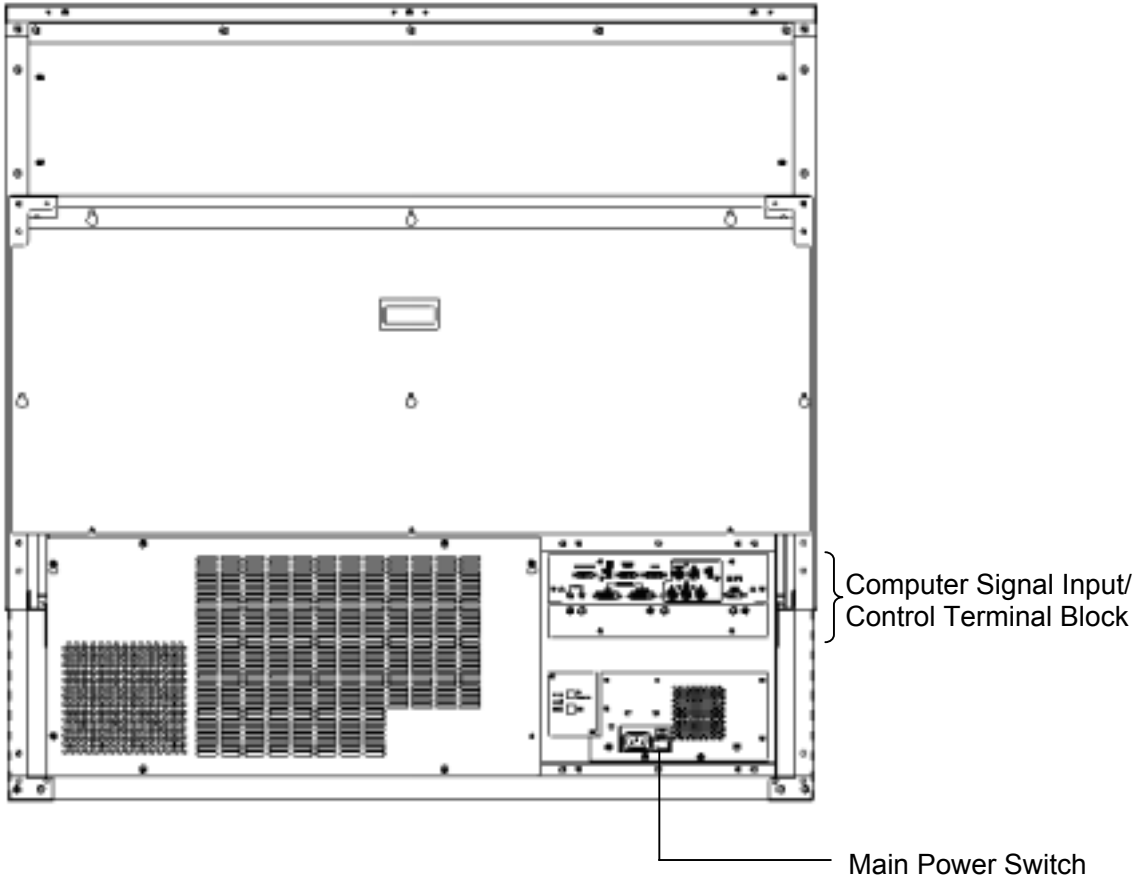 Computer Signal Input/
Control Terminal Block
Main Power Switch